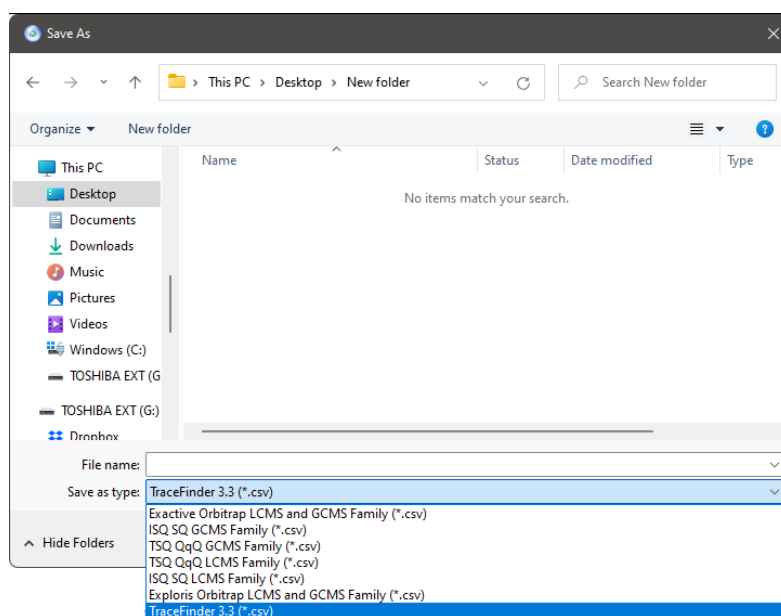 Save As
This PC > Desktop > New folder
Search New folder
Organize
New folder
Name
Status
Date modified
Type
This PC
Desktop
Documents
Downloads
Music
Pictures
Videos
Windows (C:)
TOSHIBA EXT (G
TOSHIBA EXT (G:)
Dropbox
No items match your search.
File name:
Save as type: TraceFinder 3.3 (*.csv)
Exactive Orbitrap LCMS and GCMS Family (*.csv)
ISQ SQ GCMS Family (*.csv)
TSQ QqQ GCMS Family (*.csv)
TSQ QqQ LCMS Family (*.csv)
ISQ SQ LCMS Family (*.csv)
Exploris Orbitrap LCMS and GCMS Family (*.csv)
TraceFinder 3.3 (*.csv)
Hide Folders